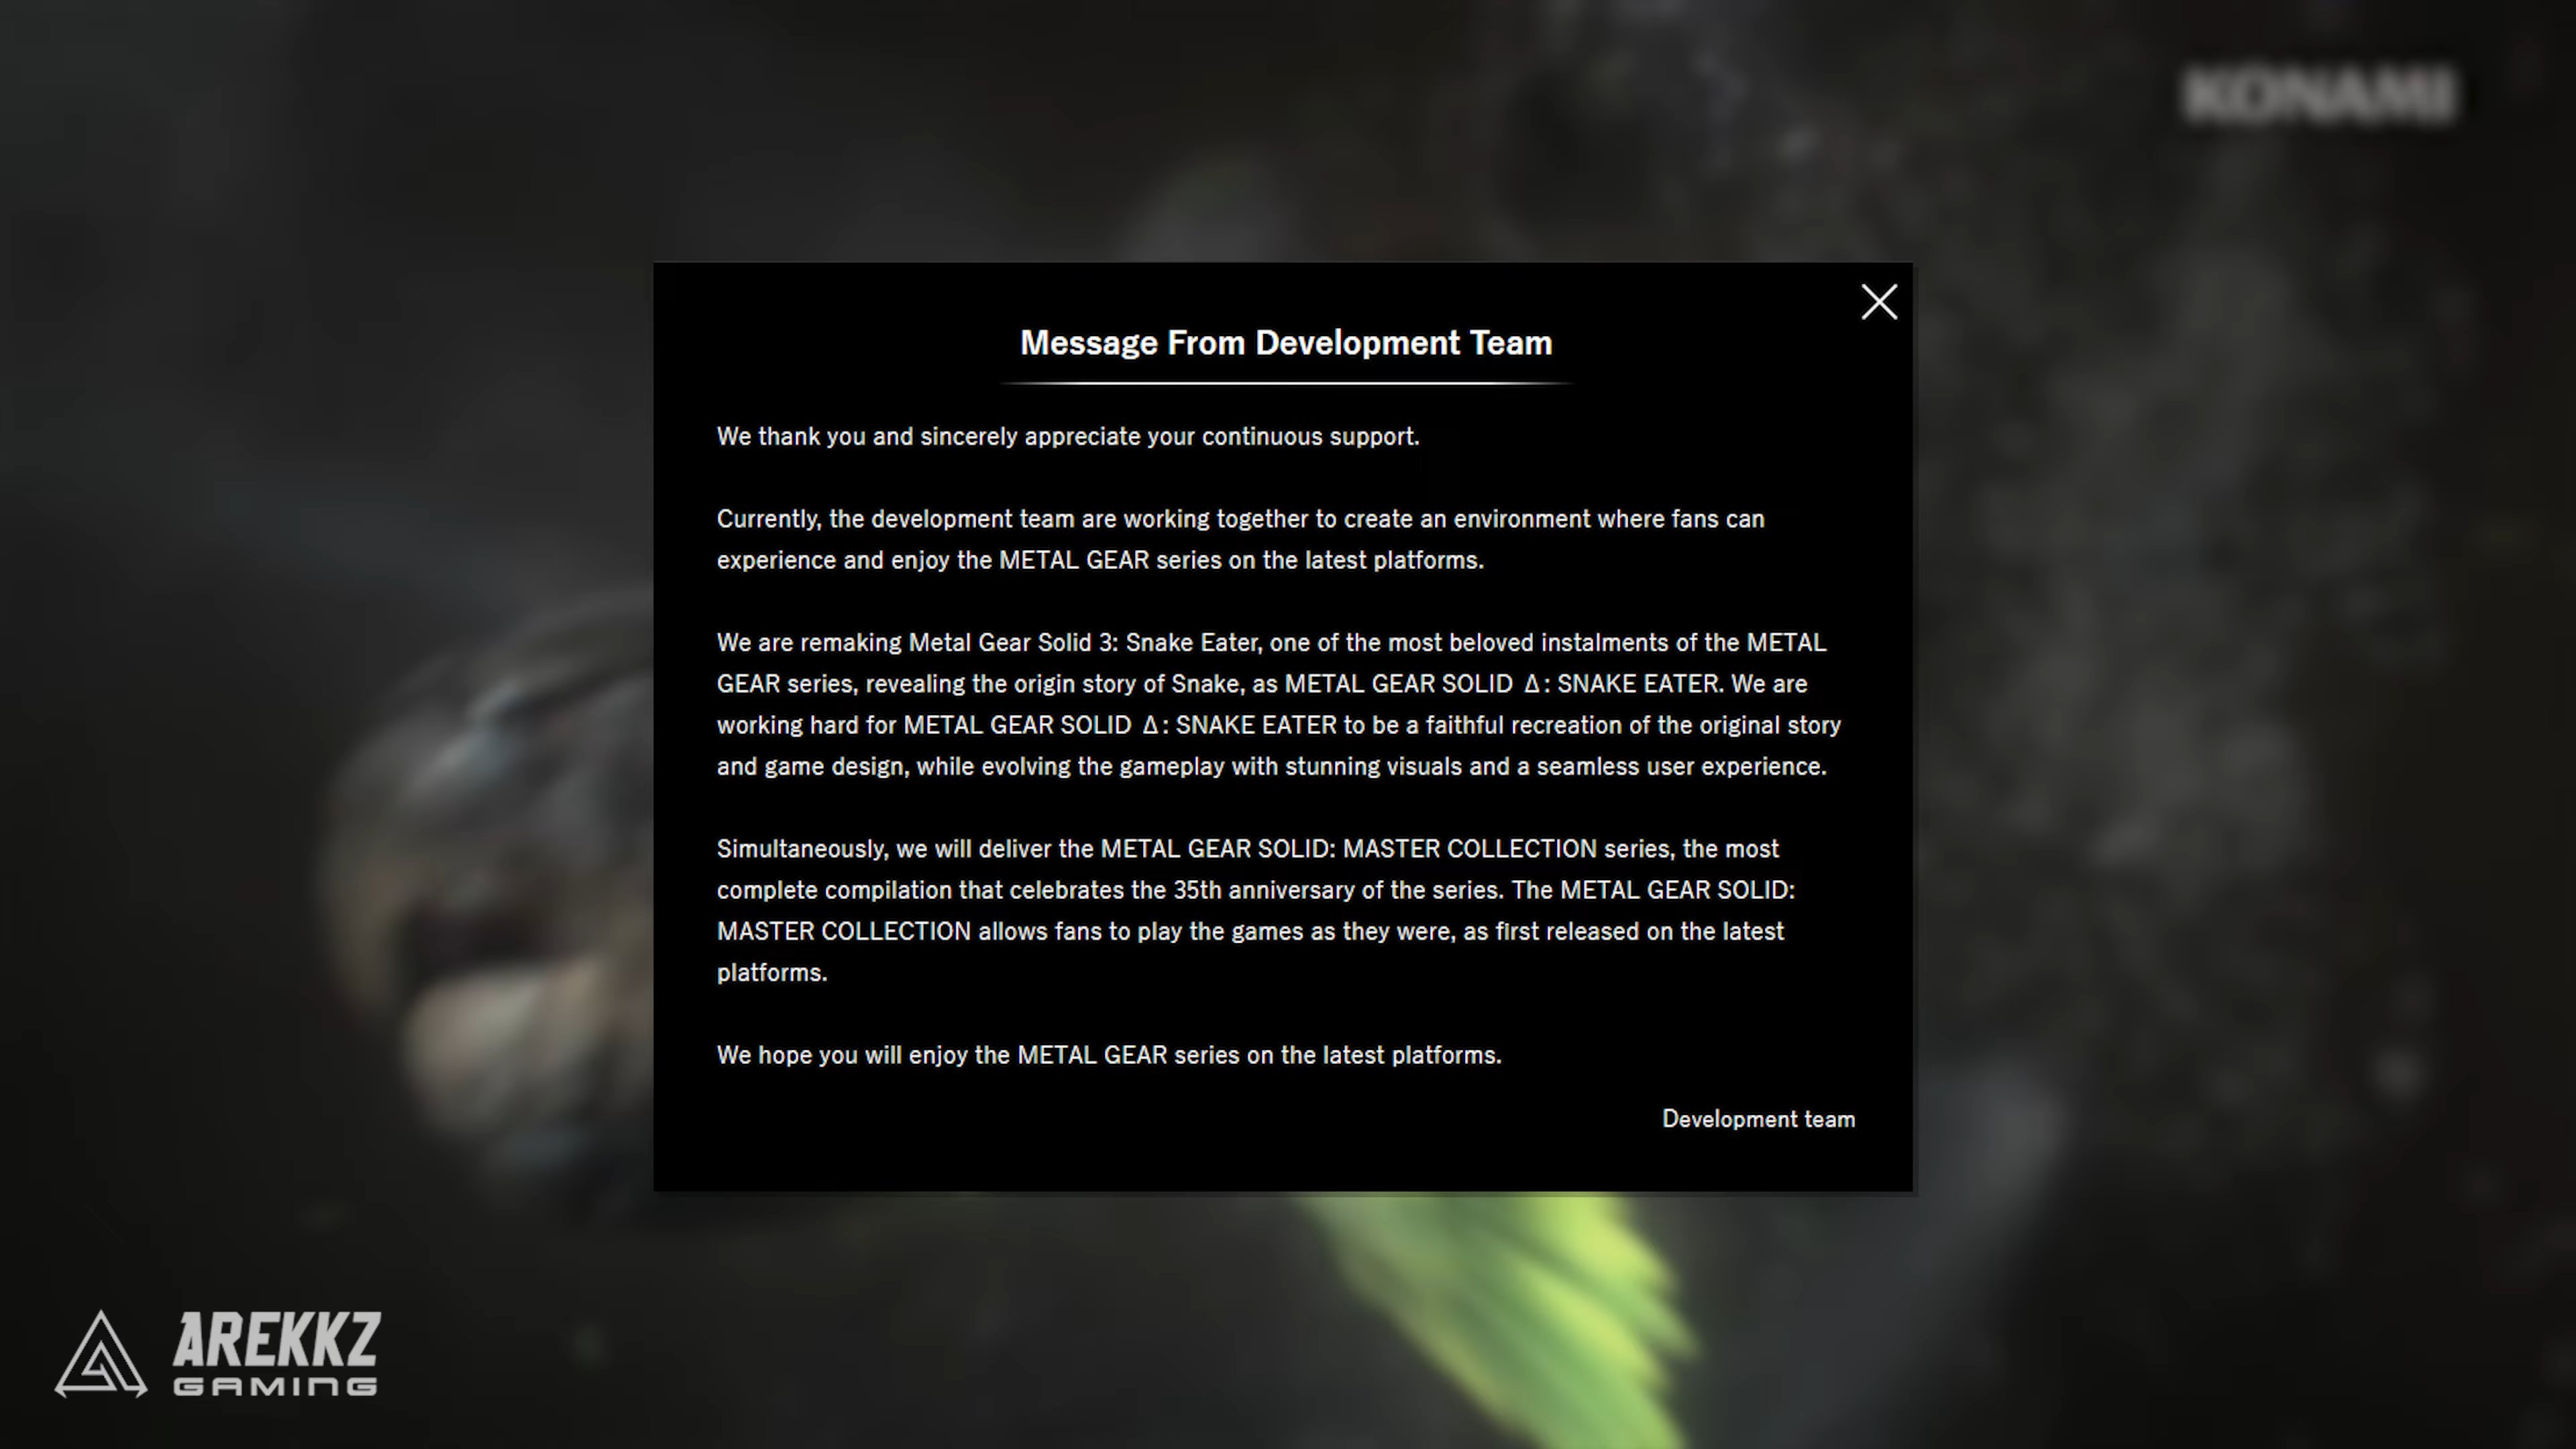 KONAMI
Message From Development Team
We thank you and sincerely appreciate your continuous support.
Currently, the development team are working together to create an environment where fans can
experience and enjoy the METAL GEAR series on the latest platforms.
We are remaking Metal Gear Solid 3: Snake Eater, one of the most beloved instalments of the METAL
GEAR series, revealing the origin story of Snake, as METAL GEAR SOLID Δ: SNAKE EATER. We are
working hard for METAL GEAR SOLID Δ: SNAKE EATER to be a faithful recreation of the original story
and game design, while evolving the gameplay with stunning visuals and a seamless user experience.
Simultaneously, we will deliver the METAL GEAR SOLID: MASTER COLLECTION series, the most
complete compilation that celebrates the 35th anniversary of the series. The METAL GEAR SOLID:
MASTER COLLECTION allows fans to play the games as they were, as first released on the latest
platforms.
We hope you will enjoy the METAL GEAR series on the latest platforms.
Development team
AREKKZ
GAMING